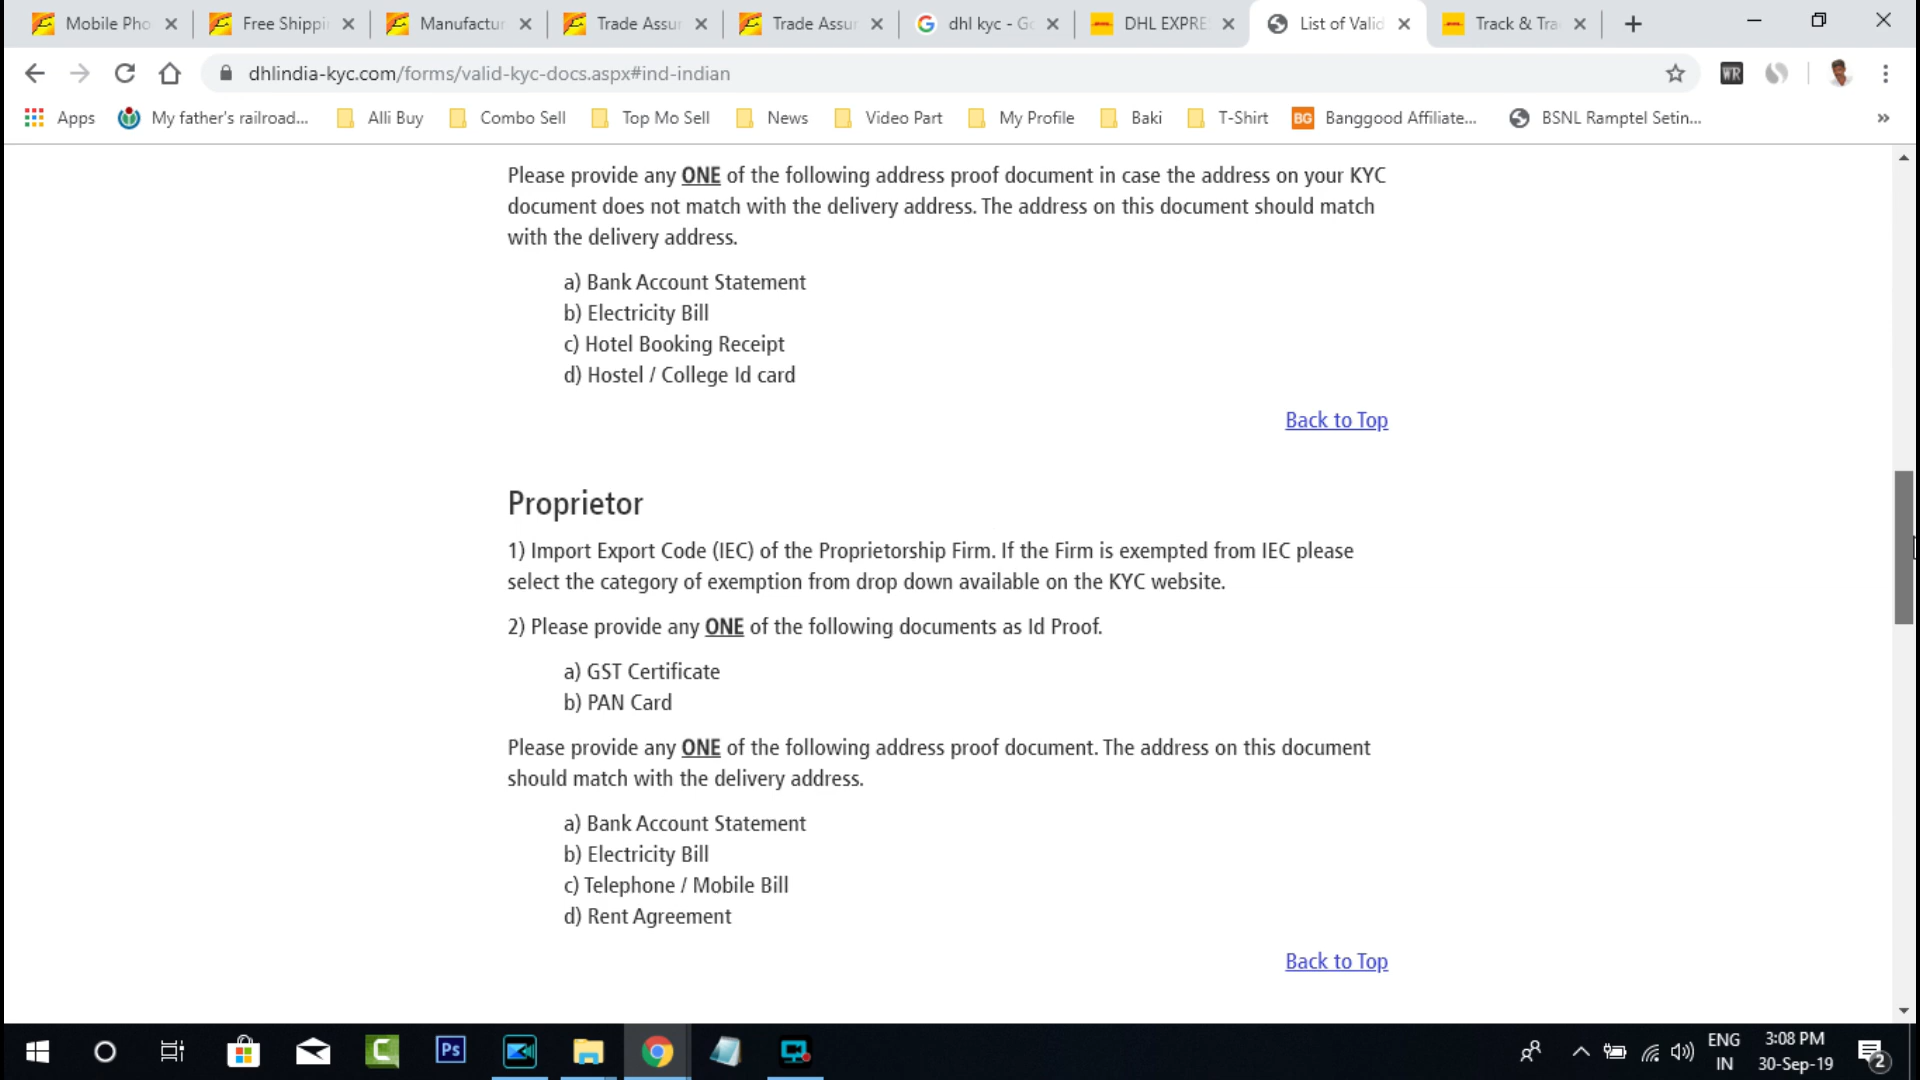 Mobile Pho
Free Shippi
Manufactur
Trade Assur
Trade Assur
dhl kyc - Go
DHL EXPRE
List of Valid
Track & Tra
dhlindia-kyc.com/forms/valid-kyc-docs.aspx#ind-indian
WR
Apps
My father's railroad...
Alli Buy
Combo Sell
Top Mo Sell
News
Video Part
My Profile
Baki
T-Shirt
BG
Banggood Affiliate...
BSNL Ramptel Setin...
»
Please provide any ONE of the following address proof document in case the address on your KYC
document does not match with the delivery address. The address on this document should match
with the delivery address.
a) Bank Account Statement
b) Electricity Bill
c) Hotel Booking Receipt
d) Hostel / College Id card
Back to Top
Proprietor
1) Import Export Code (IEC) of the Proprietorship Firm. If the Firm is exempted from IEC please
select the category of exemption from drop down available on the KYC website.
2) Please provide any ONE of the following documents as Id Proof.
a) GST Certificate
b) PAN Card
Please provide any ONE of the following address proof document. The address on this document
should match with the delivery address.
a) Bank Account Statement
b) Electricity Bill
c) Telephone / Mobile Bill
d) Rent Agreement
Back to Top
C
Ps
ENG
IN
3:08 PM
30-Sep-19
2